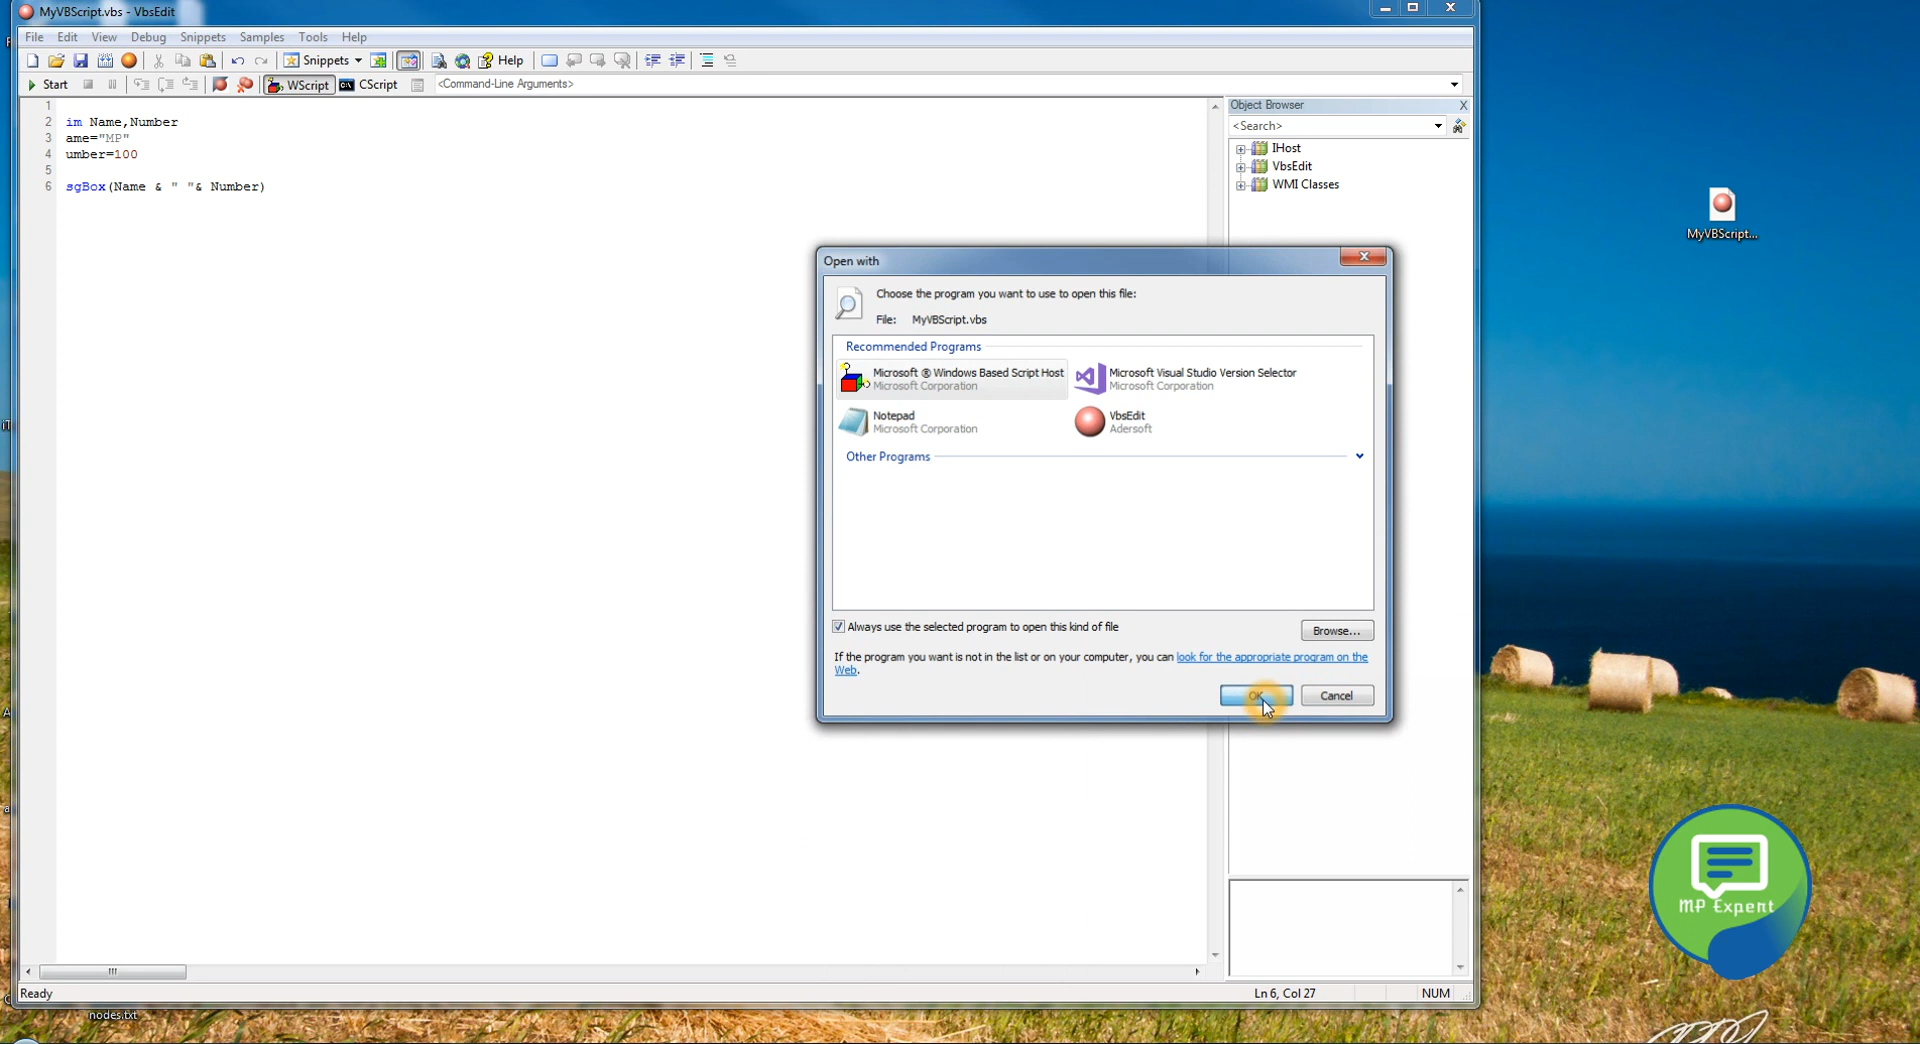 MyVBScript.vbs - VbsEdit
File Edit View Debug Snippets Samples Tools Help
Snippets Help
Start WScript CScript <Command-Line Arguments>
1
2 im Name,Number
3 ame="MP"
4 umber=100
5
6 sgBox(Name & " "& Number)
Object Browser X
<Search>
IHost
VbsEdit
WMI Classes
MyVBScript...
Open with
Choose the program you want to use to open this file:
File: MyVBScript.vbs
Recommended Programs
Microsoft ® Windows Based Script Host
Microsoft Corporation
Microsoft Visual Studio Version Selector
Microsoft Corporation
Notepad
Microsoft Corporation
VbsEdit
Adersoft
Other Programs
Always use the selected program to open this kind of file
Browse...
If the program you want is not in the list or on your computer, you can look for the appropriate program on the
Web.
OK Cancel
MP Expert
Ready Ln 6, Col 27 NUM
nodes.txt